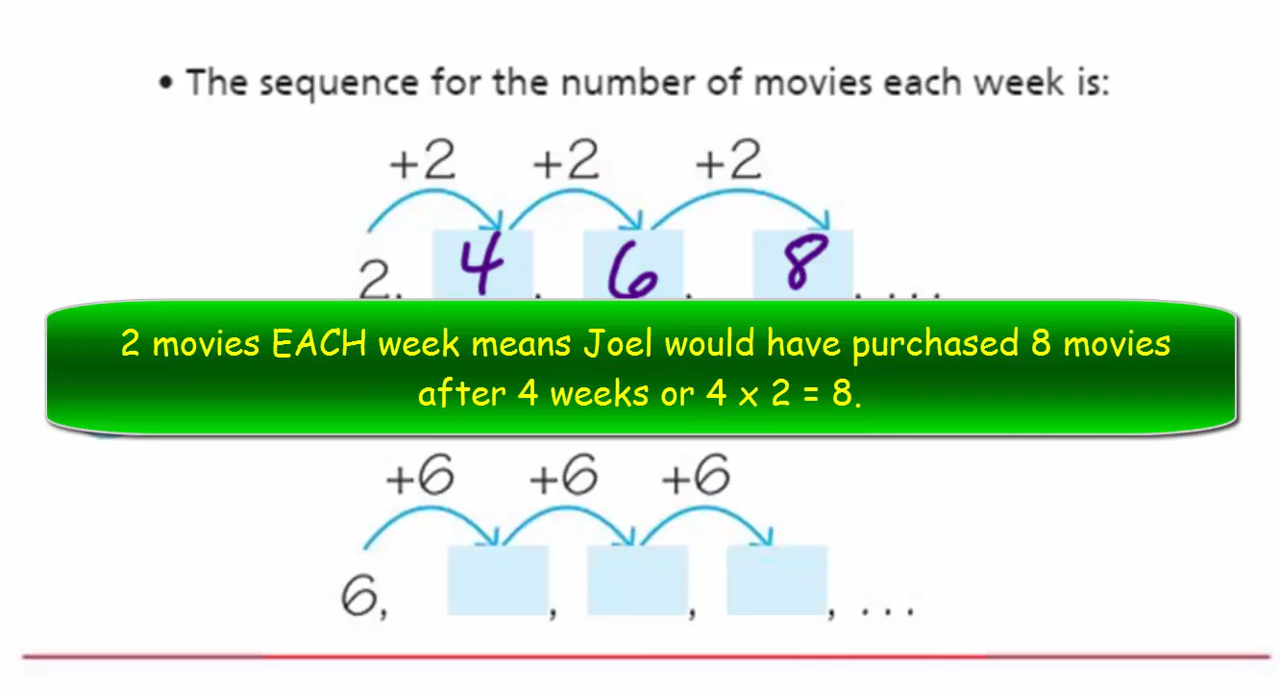 • The sequence for the number of movies each week is:
+2 +2 +2
2, 4, 6, 8, ...
2 movies EACH week means Joel would have purchased 8 movies
after 4 weeks or 4 x 2 = 8.
+6 +6 +6
6, , , , ...